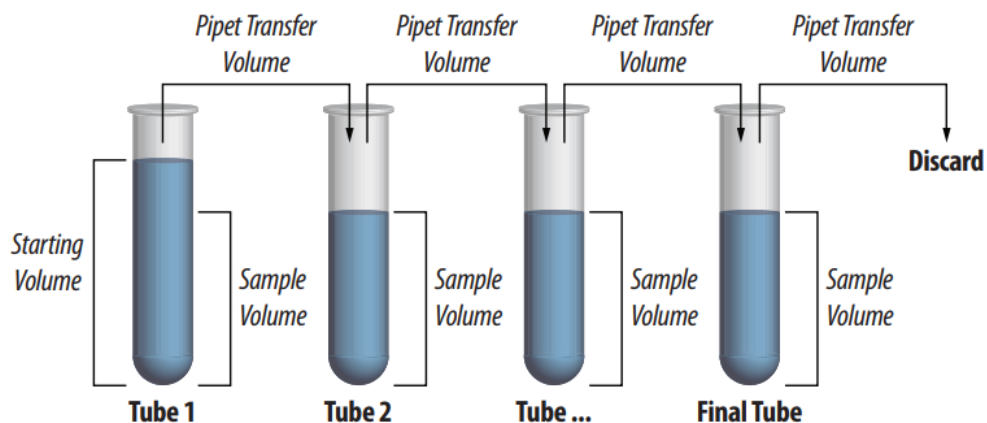 Pipet Transfer
Volume
Pipet Transfer
Volume
Pipet Transfer
Volume
Pipet Transfer
Volume
Discard
Starting
Volume
Sample
Volume
Sample
Volume
Sample
Volume
Sample
Volume
Tube 1
Tube 2
Tube ...
Final Tube